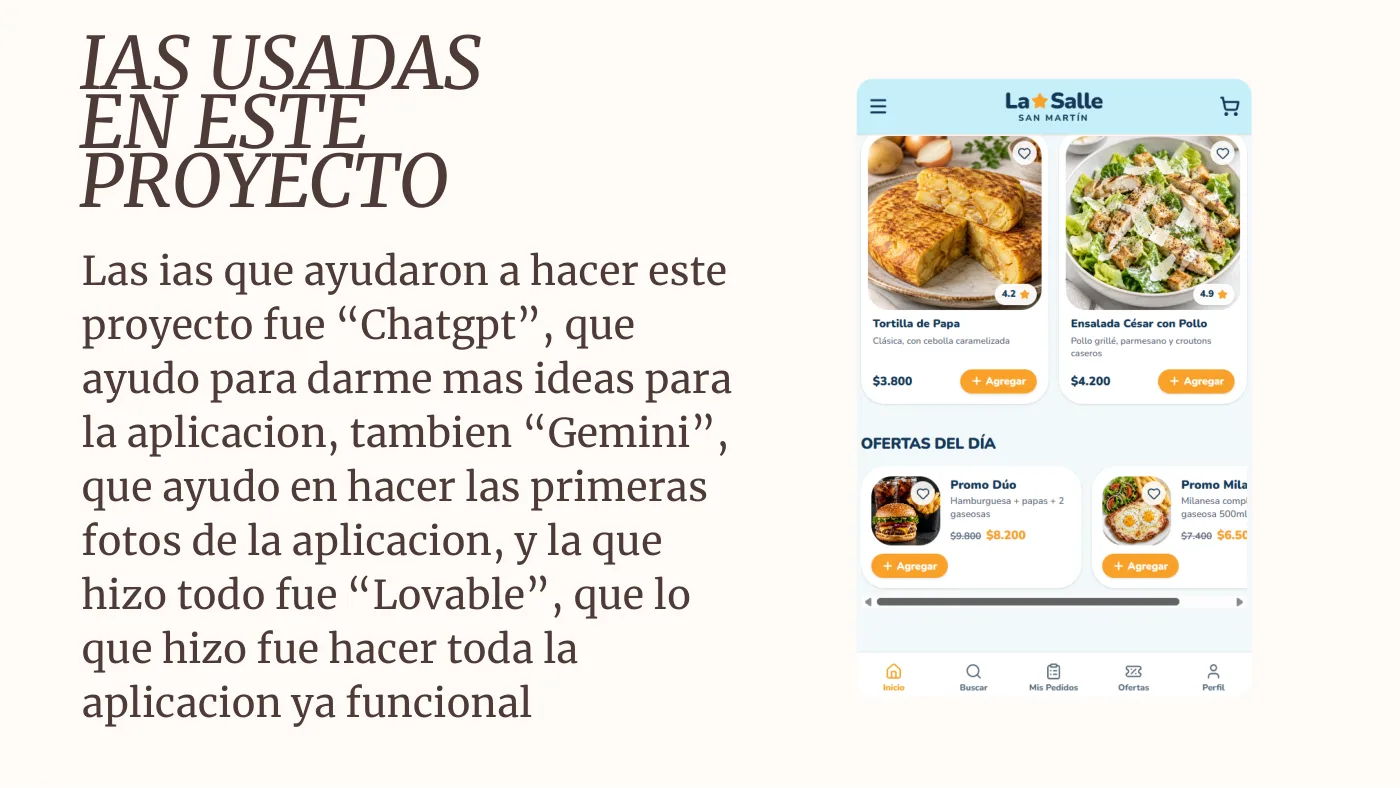 IAS USADAS
EN ESTE
PROYECTO
Las ias que ayudaron a hacer este
proyecto fue “Chatgpt”, que
ayudo para darme mas ideas para
la aplicacion, tambien “Gemini”,
que ayudo en hacer las primeras
fotos de la aplicacion, y la que
hizo todo fue “Lovable”, que lo
que hizo fue hacer toda la
aplicacion ya funcional
La Salle
SAN MARTÍN
4.2
Tortilla de Papa
Clásica, con cebolla caramelizada
$3.800
+ Agregar
4.9
Ensalada César con Pollo
Pollo grillé, parmesano y croutons
caseros
$4.200
+ Agregar
OFERTAS DEL DÍA
Promo Dúo
Hamburguesa + papas + 2
gaseosas
$9.800 $8.200
+ Agregar
Promo Mila
Milanesa compl
gaseosa 500ml
$7.400 $6.50
+ Agregar
Inicio
Buscar
Mis Pedidos
Ofertas
Perfil